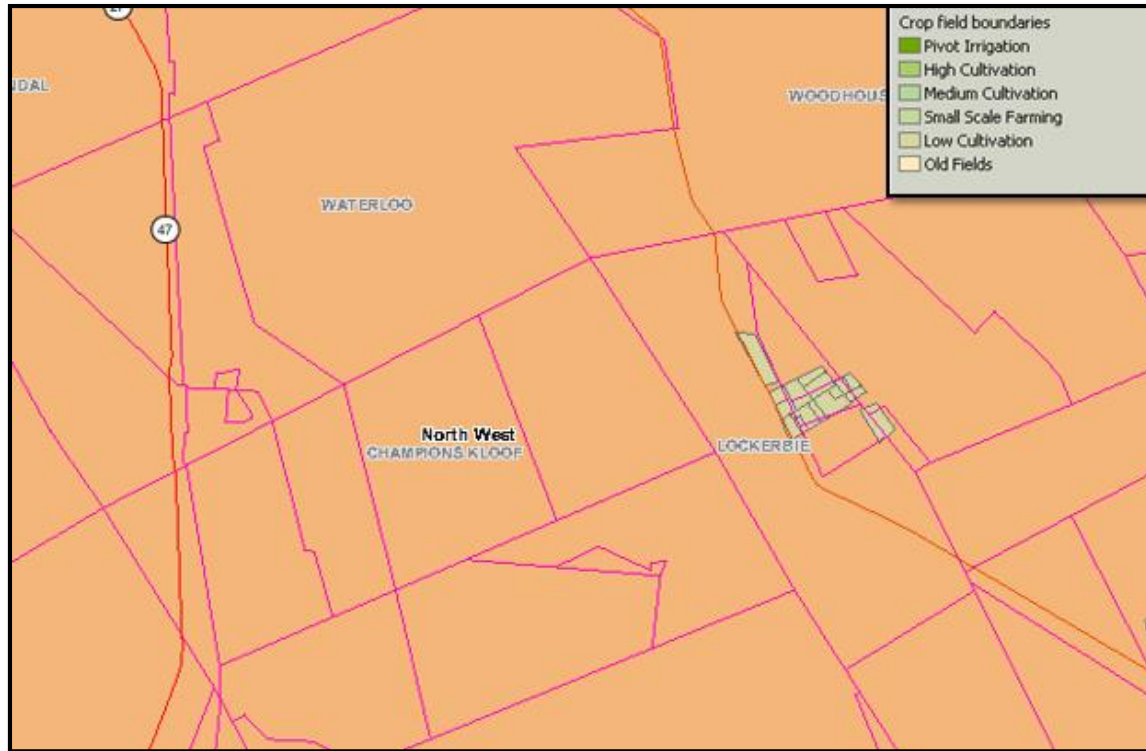 Crop field boundaries
Pivot Irrigation
High Cultivation
Medium Cultivation
Small Scale Farming
Low Cultivation
Old Fields
NDAL
WOODHOUS
WATERLOO
47
North West
CHAMPIONS KLOOF
LOCKERBIE